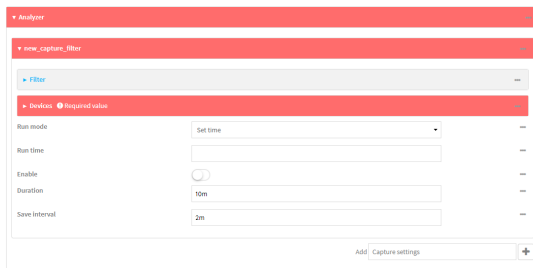 Analyzer
new_capture_filter
Filter
Devices Required value
Run mode
Set time
Run time
Enable
Duration
10m
Save interval
2m
Add Capture settings